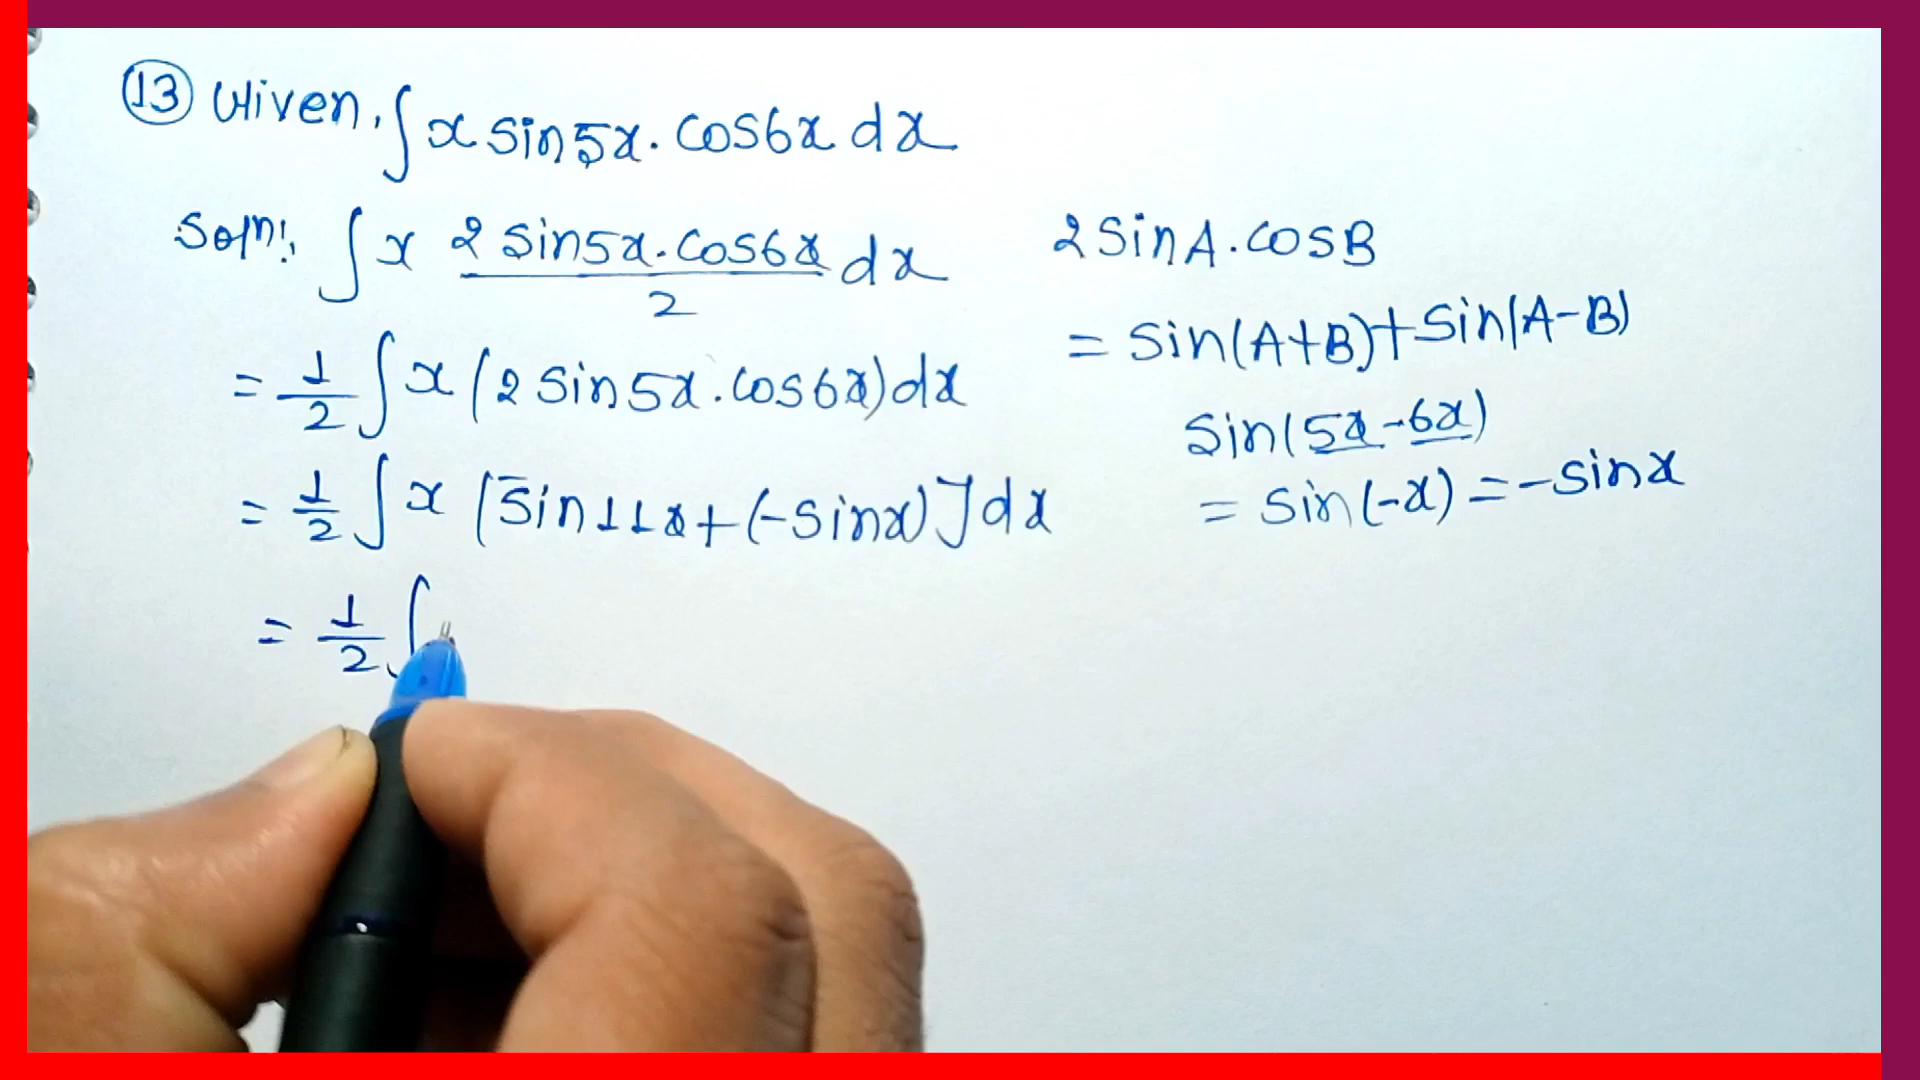 (13) Given, ∫ x sin5x . cos6x dx
Soln:, ∫ x (2 sin5x . cos6x)/2 dx
= 1/2 ∫ x (2 sin5x . cos6x) dx
= 1/2 ∫ x [sin11x + (-sinx)] dx
= 1/2 ∫
2 sinA . cosB
= sin(A+B) + sin(A-B)
sin(5x - 6x)
= sin(-x) = -sinx